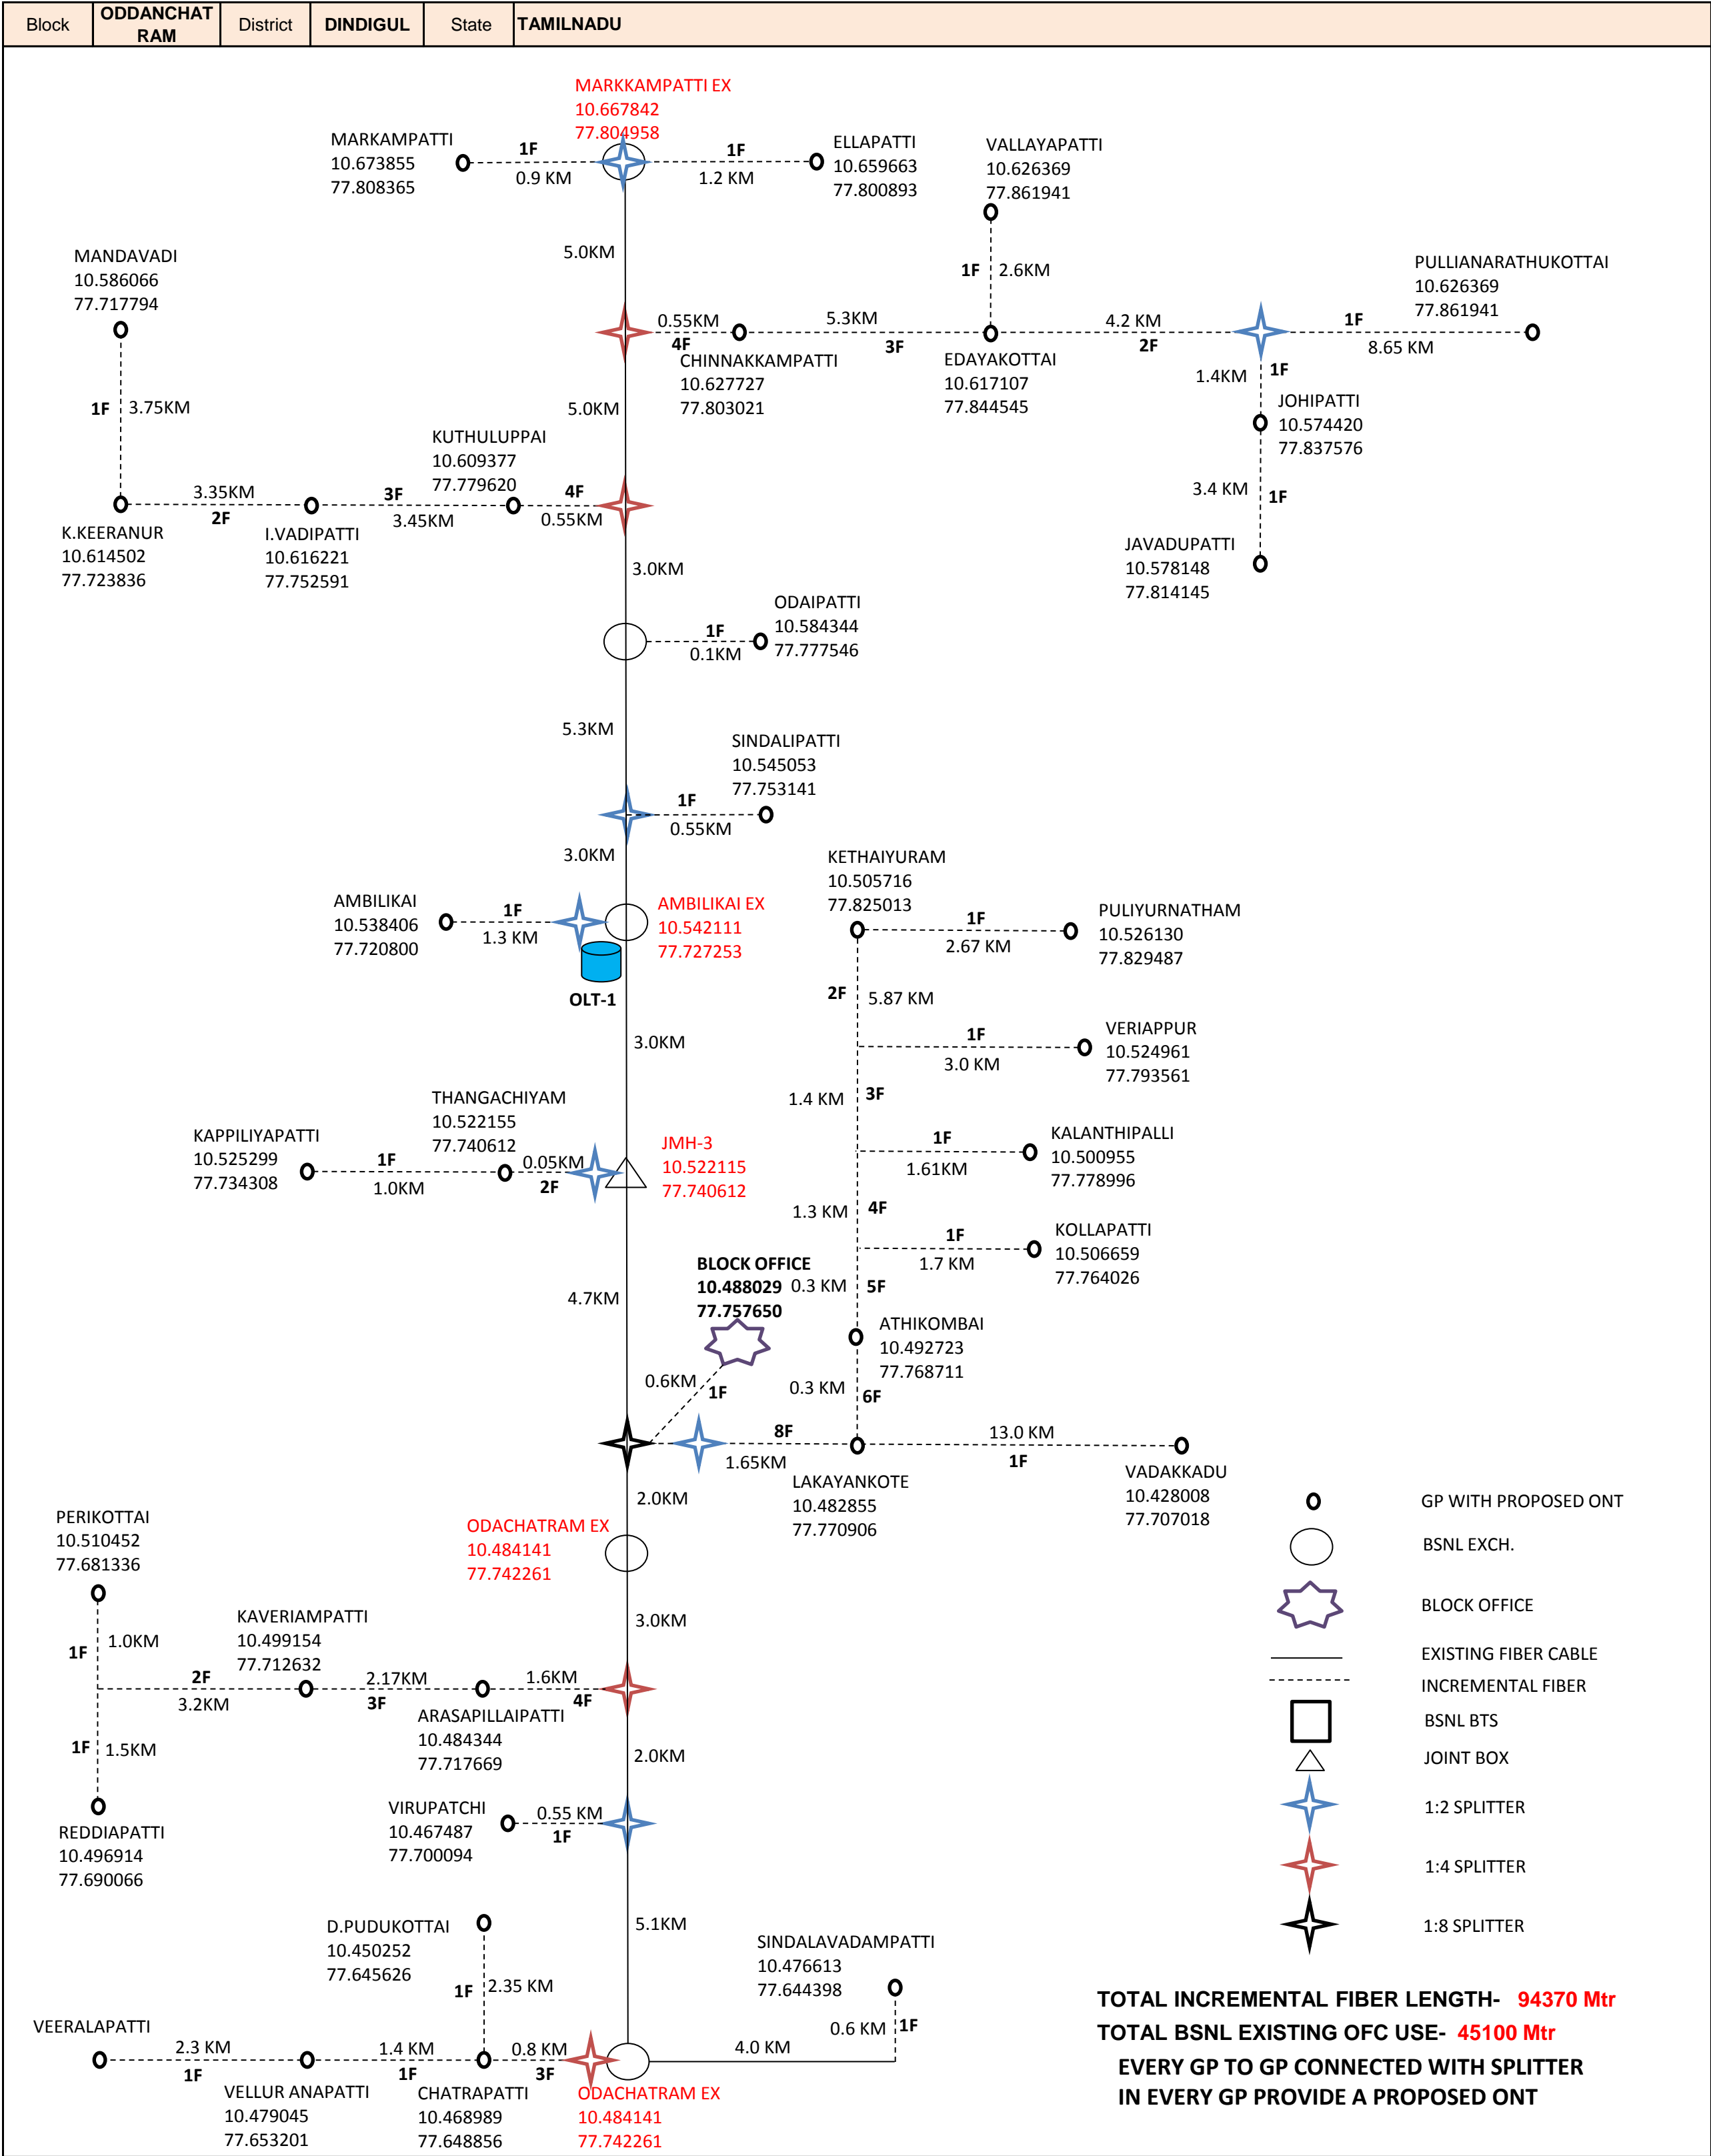 Block
ODDANCHAT
RAM
District
DINDIGUL
State
TAMILNADU
MARKKAMPATTI EX
10.667842
77.804958
MARKAMPATTI
10.673855
77.808365
1F
0.9 KM
1F
1.2 KM
ELLAPATTI
10.659663
77.800893
VALLAYAPATTI
10.626369
77.861941
5.0KM
1F
2.6KM
MANDAVADI
10.586066
77.717794
PULLIANARATHUKOTTAI
10.626369
77.861941
0.55KM
4F
5.3KM
3F
4.2 KM
2F
1F
8.65 KM
CHINNAKKAMPATTI
10.627727
77.803021
EDAYAKOTTAI
10.617107
77.844545
1.4KM
1F
JOHIPATTI
10.574420
77.837576
1F
3.75KM
5.0KM
KUTHULUPPAI
10.609377
77.779620
3.35KM
2F
3F
3.45KM
4F
0.55KM
3.4 KM
1F
K.KEERANUR
10.614502
77.723836
I.VADIPATTI
10.616221
77.752591
JAVADUPATTI
10.578148
77.814145
3.0KM
ODAIPATTI
10.584344
77.777546
1F
0.1KM
5.3KM
SINDALIPATTI
10.545053
77.753141
1F
0.55KM
3.0KM
KETHAIYURAM
10.505716
77.825013
AMBILIKAI
10.538406
77.720800
1F
1.3 KM
AMBILIKAI EX
10.542111
77.727253
1F
2.67 KM
PULIYURNATHAM
10.526130
77.829487
OLT-1
2F
5.87 KM
3.0KM
1F
3.0 KM
VERIAPPUR
10.524961
77.793561
THANGACHIYAM
10.522155
77.740612
1.4 KM
3F
KAPPILIYAPATTI
10.525299
77.734308
1F
1.0KM
0.05KM
2F
JMH-3
10.522115
77.740612
1F
1.61KM
KALANTHIPALLI
10.500955
77.778996
1.3 KM
4F
1F
1.7 KM
KOLLAPATTI
10.506659
77.764026
BLOCK OFFICE
10.488029
77.757650
0.3 KM
5F
4.7KM
ATHIKOMBAI
10.492723
77.768711
0.6KM
1F
0.3 KM
6F
8F
1.65KM
13.0 KM
1F
LAKAYANKOTE
10.482855
77.770906
VADAKKADU
10.428008
77.707018
2.0KM
PERIKOTTAI
10.510452
77.681336
ODACHATRAM EX
10.484141
77.742261
GP WITH PROPOSED ONT
BSNL EXCH.
BLOCK OFFICE
EXISTING FIBER CABLE
INCREMENTAL FIBER
BSNL BTS
JOINT BOX
1:2 SPLITTER
1:4 SPLITTER
1:8 SPLITTER
3.0KM
1F
1.0KM
KAVERIAMPATTI
10.499154
77.712632
2F
3.2KM
2.17KM
3F
1.6KM
4F
ARASAPILLAIPATTI
10.484344
77.717669
1F
1.5KM
2.0KM
REDDIAPATTI
10.496914
77.690066
VIRUPATCHI
10.467487
77.700094
0.55 KM
1F
5.1KM
D.PUDUKOTTAI
10.450252
77.645626
1F
2.35 KM
SINDALAVADAMPATTI
10.476613
77.644398
0.6 KM
1F
VEERALAPATTI
2.3 KM
1F
1.4 KM
1F
0.8 KM
3F
4.0 KM
VELLUR ANAPATTI
10.479045
77.653201
CHATRAPATTI
10.468989
77.648856
ODACHATRAM EX
10.484141
77.742261
TOTAL INCREMENTAL FIBER LENGTH- 94370 Mtr
TOTAL BSNL EXISTING OFC USE- 45100 Mtr
EVERY GP TO GP CONNECTED WITH SPLITTER
IN EVERY GP PROVIDE A PROPOSED ONT